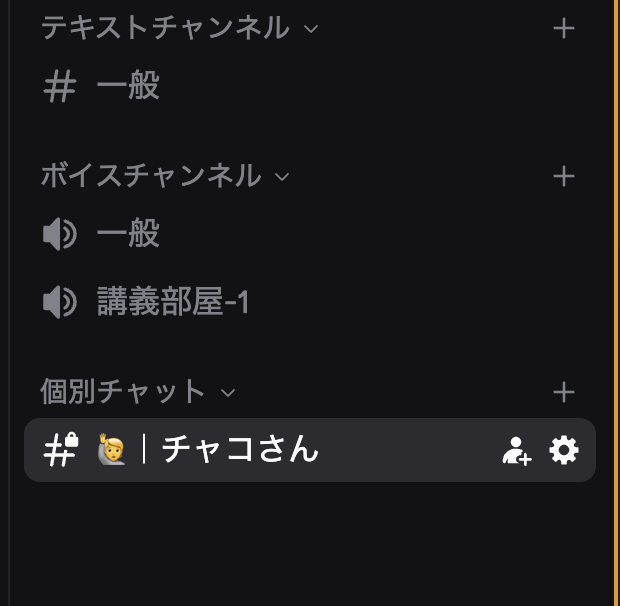 テキストチャンネル
一般
ボイスチャンネル
一般
講義部屋-1
個別チャット
🙋｜チャコさん